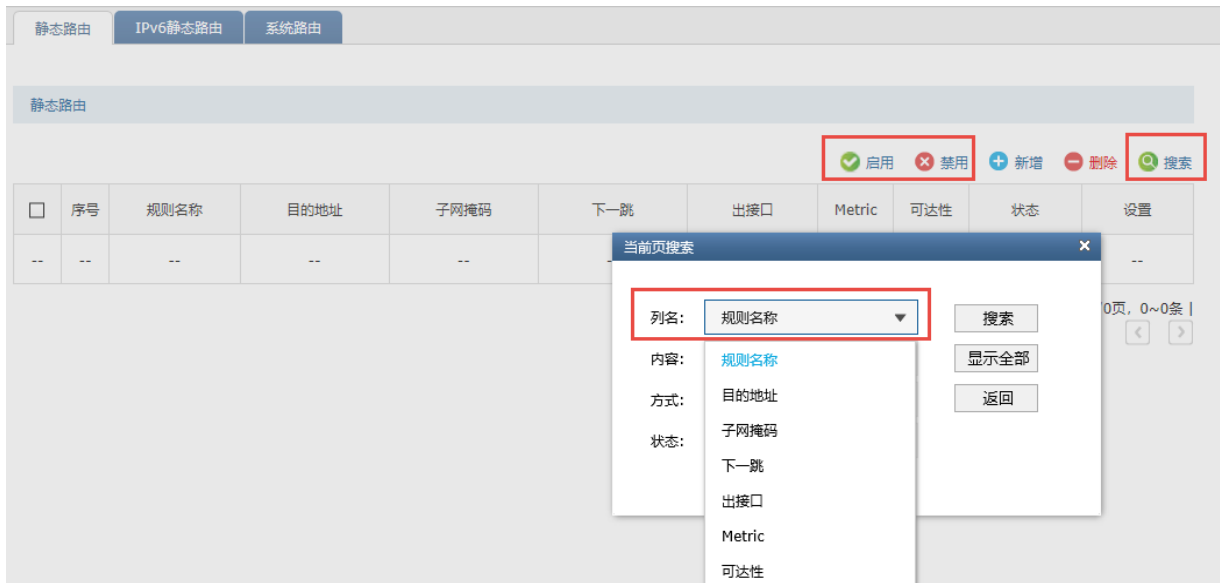 静态路由 IPv6静态路由 系统路由
静态路由
启用 禁用 新增 删除 搜索
序号 规则名称 目的地址 子网掩码 下一跳 出接口 Metric 可达性 状态 设置
-- -- -- -- -- - --
当前页搜索
列名: 规则名称 搜索
内容: 显示全部
方式: 返回
状态:
规则名称
目的地址
子网掩码
下一跳
出接口
Metric
可达性
0页, 0~0条 |